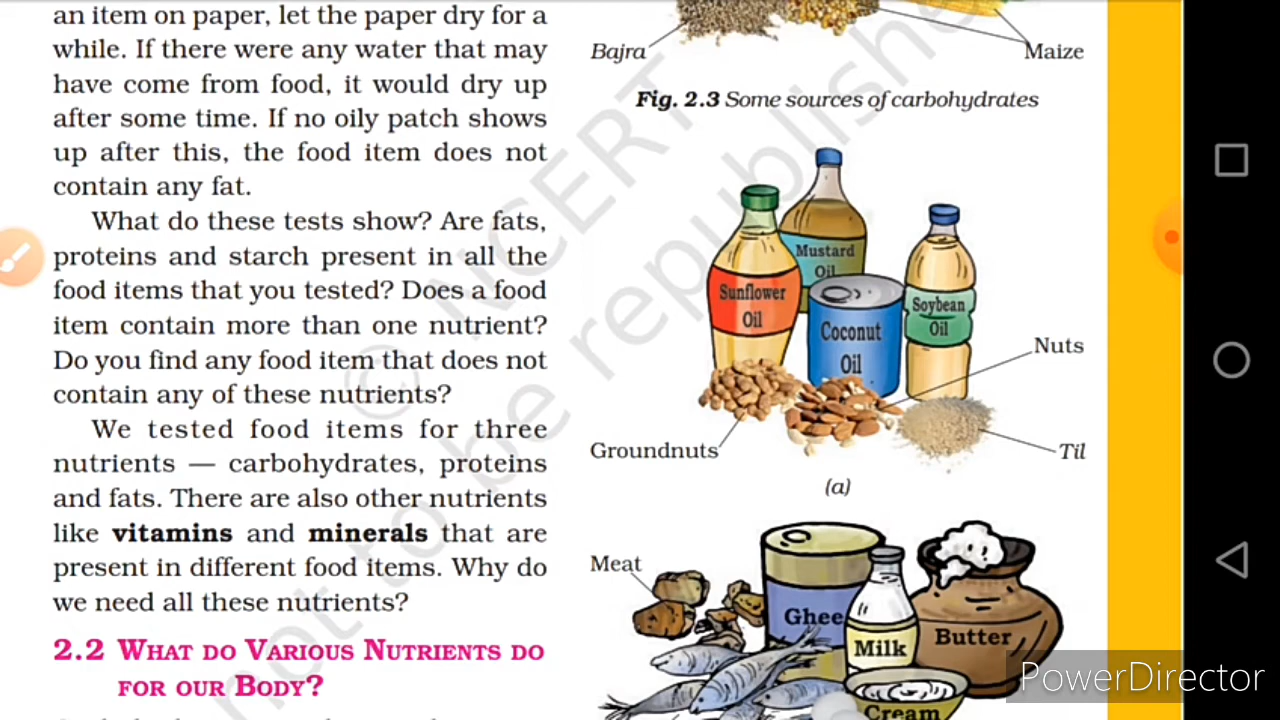 an item on paper, let the paper dry for a
while. If there were any water that may
have come from food, it would dry up
after some time. If no oily patch shows
up after this, the food item does not
contain any fat.
What do these tests show? Are fats,
proteins and starch present in all the
food items that you tested? Does a food
item contain more than one nutrient?
Do you find any food item that does not
contain any of these nutrients?
We tested food items for three
nutrients — carbohydrates, proteins
and fats. There are also other nutrients
like vitamins and minerals that are
present in different food items. Why do
we need all these nutrients?
2.2 WHAT DO VARIOUS NUTRIENTS DO
FOR OUR BODY?
Bajra
Maize
Fig. 2.3 Some sources of carbohydrates
Mustard
Oil
Sunflower
Oil
Coconut
Oil
Soybean
Oil
Nuts
Groundnuts
Til
(a)
Meat
Ghee
Milk
Butter
Cream
© NCERT
not to be republishe
PowerDirector